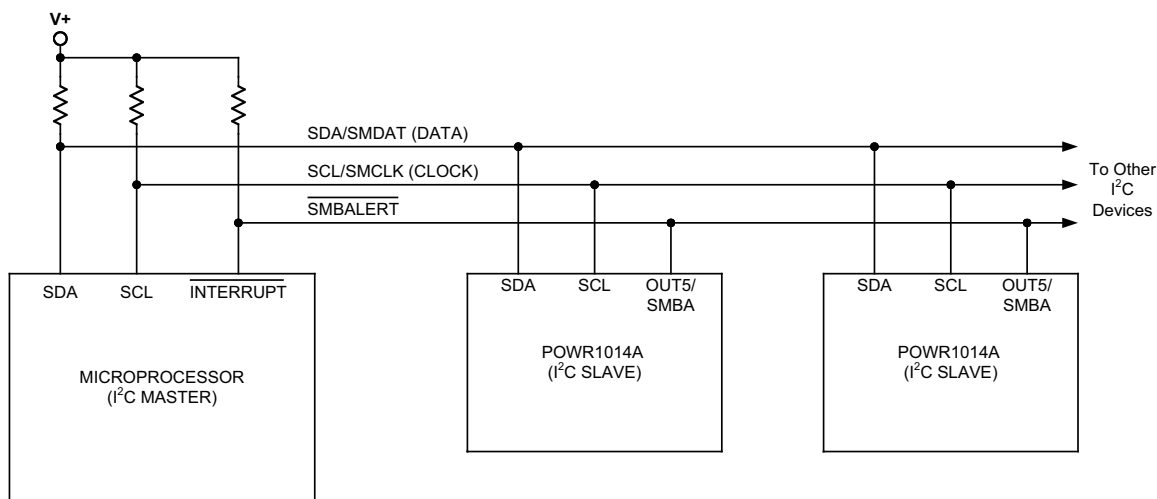 V+
SDA/SMDAT (DATA)
SCL/SMCLK (CLOCK)
SMBALERT
To Other
I²C
Devices
SDA SCL INTERRUPT
MICROPROCESSOR
(I²C MASTER)
SDA SCL OUT5/
SMBA
POWR1014A
(I²C SLAVE)
SDA SCL OUT5/
SMBA
POWR1014A
(I²C SLAVE)